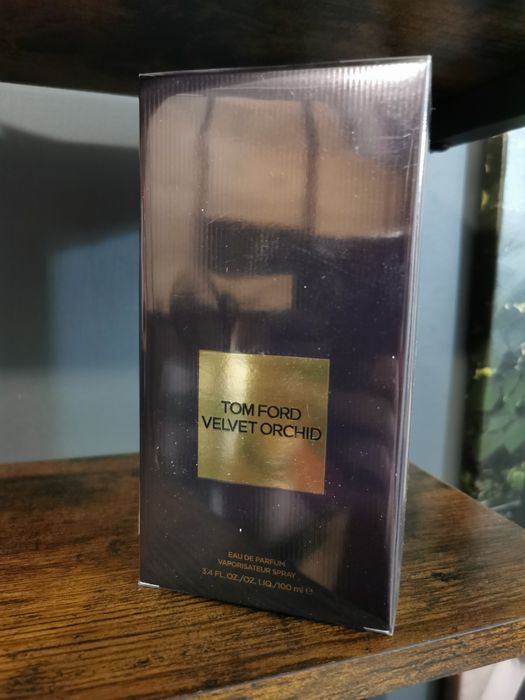 TOM FORD
VELVET ORCHID
EAU DE PARFUM
VAPORISATEUR SPRAY
3.4 FL.OZ./OZ. LIQ./100 ml ℮